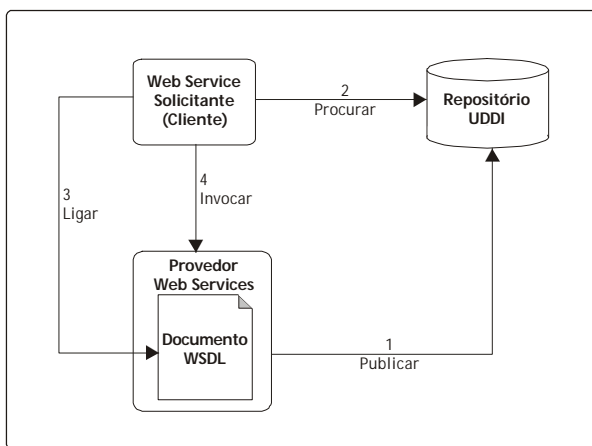 Web Service
Solicitante
(Cliente)
2
Procurar
Repositório
UDDI
3
Ligar
4
Invocar
Provedor
Web Services
Documento
WSDL
1
Publicar